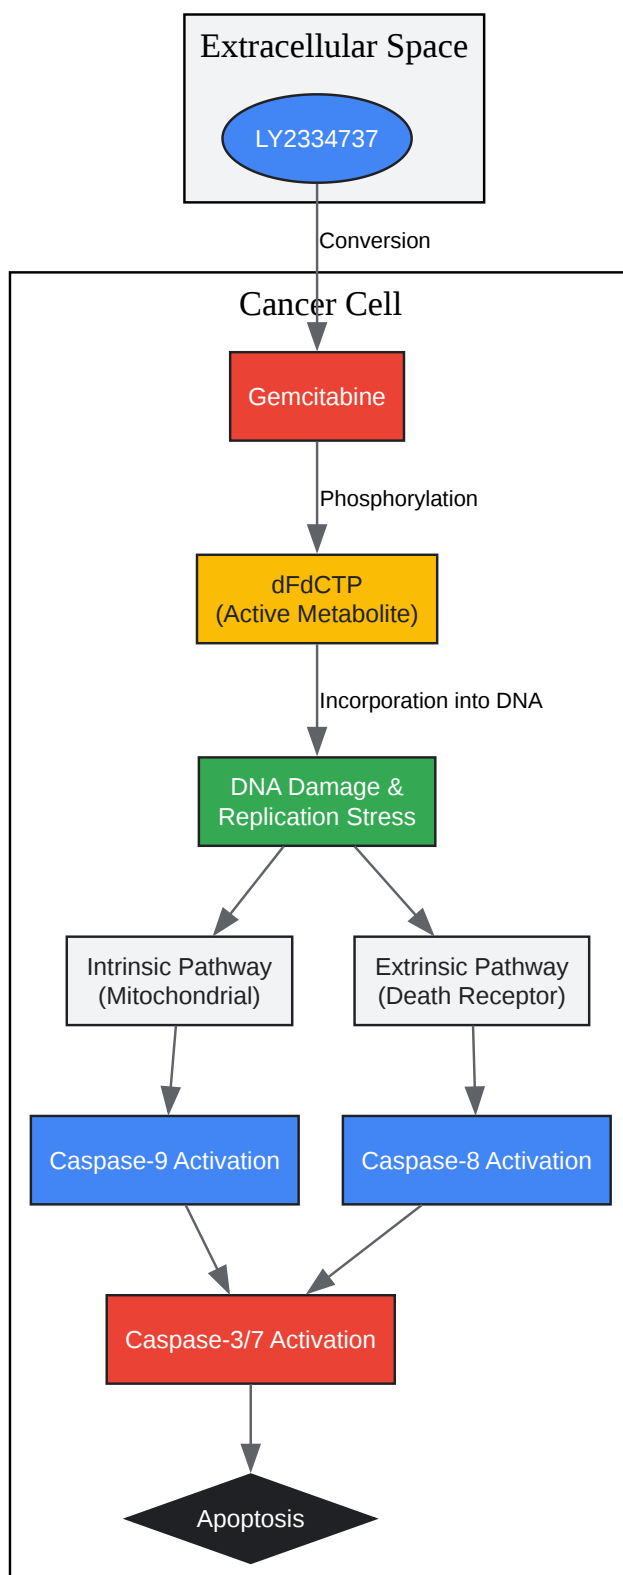 Extracellular Space
LY2334737
Conversion
Cancer Cell
Gemcitabine
Phosphorylation
dFdCTP
(Active Metabolite)
Incorporation into DNA
DNA Damage &
Replication Stress
Intrinsic Pathway
(Mitochondrial)
Extrinsic Pathway
(Death Receptor)
Caspase-9 Activation
Caspase-8 Activation
Caspase-3/7 Activation
Apoptosis